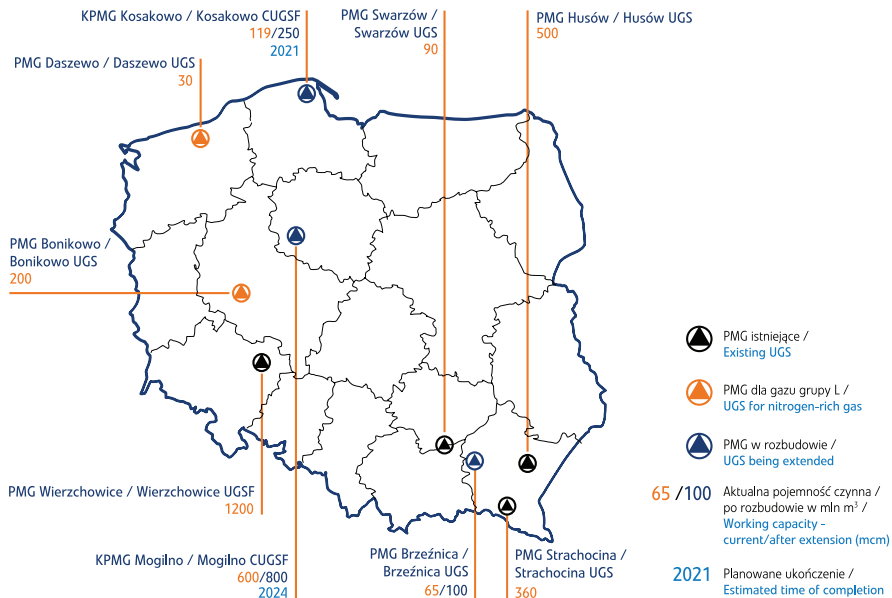 KPMG Kosakowo / Kosakowo CUGSF
119/250
2021
PMG Swarzów /
Swarzów UGS
90
PMG Husów / Husów UGS
500
PMG Daszewo / Daszewo UGS
30
PMG Bonikowo /
Bonikowo UGS
200
PMG Wierzchowice / Wierzchowice UGSF
1200
KPMG Mogilno / Mogilno CUGSF
600/800
2024
PMG Brzeźnica /
Brzeźnica UGS
65/100
PMG Strachocina /
Strachocina UGS
360
PMG istniejące /
Existing UGS
PMG dla gazu grupy L /
UGS for nitrogen-rich gas
PMG w rozbudowie /
UGS being extended
65 /100 Aktualna pojemność czynna /
po rozbudowie w mln m³ /
Working capacity -
current/after extension (mcm)
2021 Planowane ukończenie /
Estimated time of completion